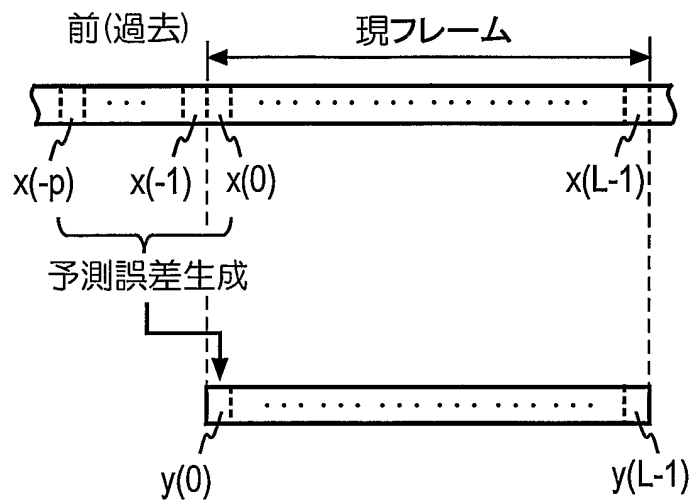 前(過去)
現フレーム
x(-p)
x(-1)
x(0)
x(L-1)
予測誤差生成
y(0)
y(L-1)